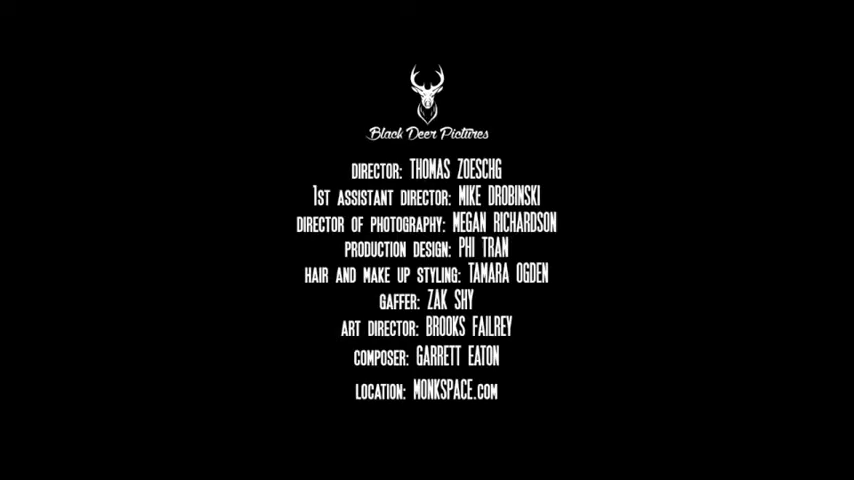 Black Deer Pictures
DIRECTOR: THOMAS ZOESCHG
1ST ASSISTANT DIRECTOR: MIKE DROBINSKI
DIRECTOR OF PHOTOGRAPHY: MEGAN RICHARDSON
PRODUCTION DESIGN: PHI TRAN
HAIR AND MAKE UP STYLING: TAMARA OGDEN
GAFFER: ZAK SHY
ART DIRECTOR: BROOKS FAILREY
COMPOSER: GARRETT EATON
LOCATION: MONKSPACE.COM